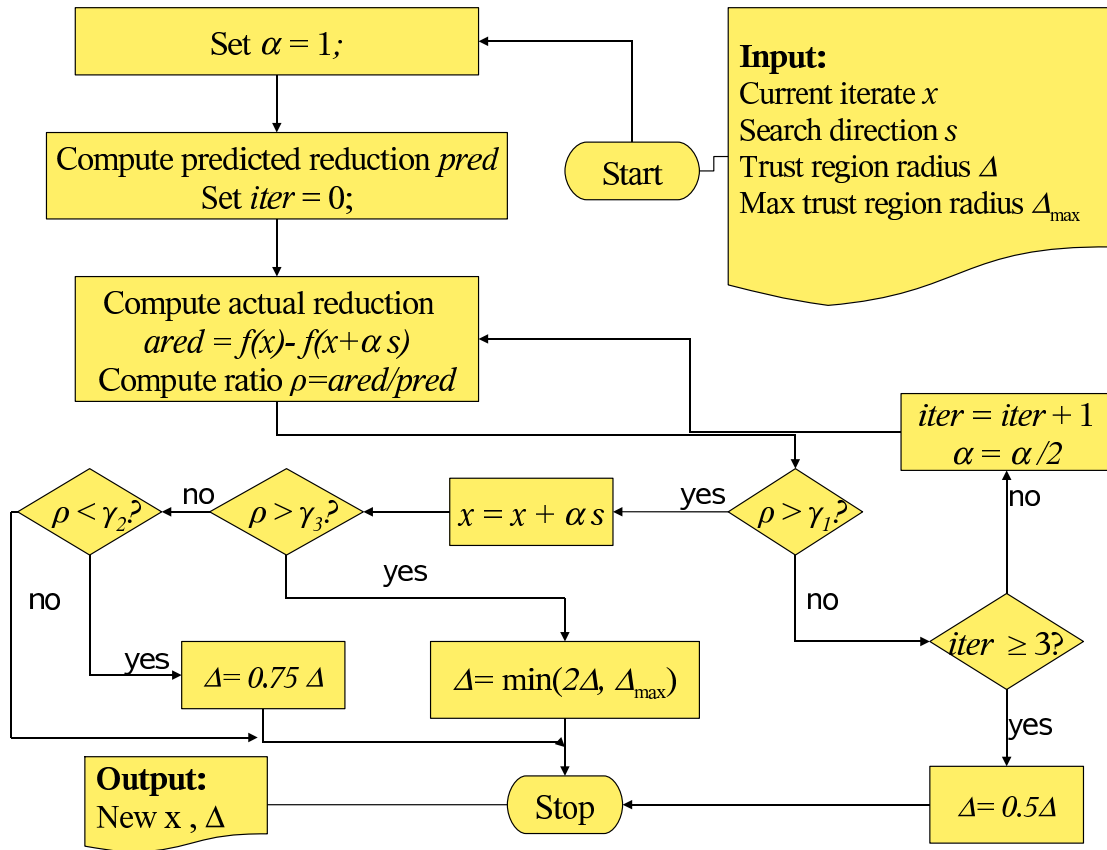 Set α = 1;
Compute predicted reduction pred
Set iter = 0;
Start
Input:
Current iterate x
Search direction s
Trust region radius Δ
Max trust region radius Δmax
Compute actual reduction
ared = f(x)- f(x+α s)
Compute ratio ρ=ared/pred
iter = iter + 1
α = α /2
ρ < γ2?
no
ρ > γ3?
x = x + α s
yes
ρ > γ1?
no
no
yes
no
iter ≥ 3?
yes
Δ= 0.75 Δ
Δ= min(2Δ, Δmax)
yes
Output:
New x , Δ
Stop
Δ= 0.5Δ